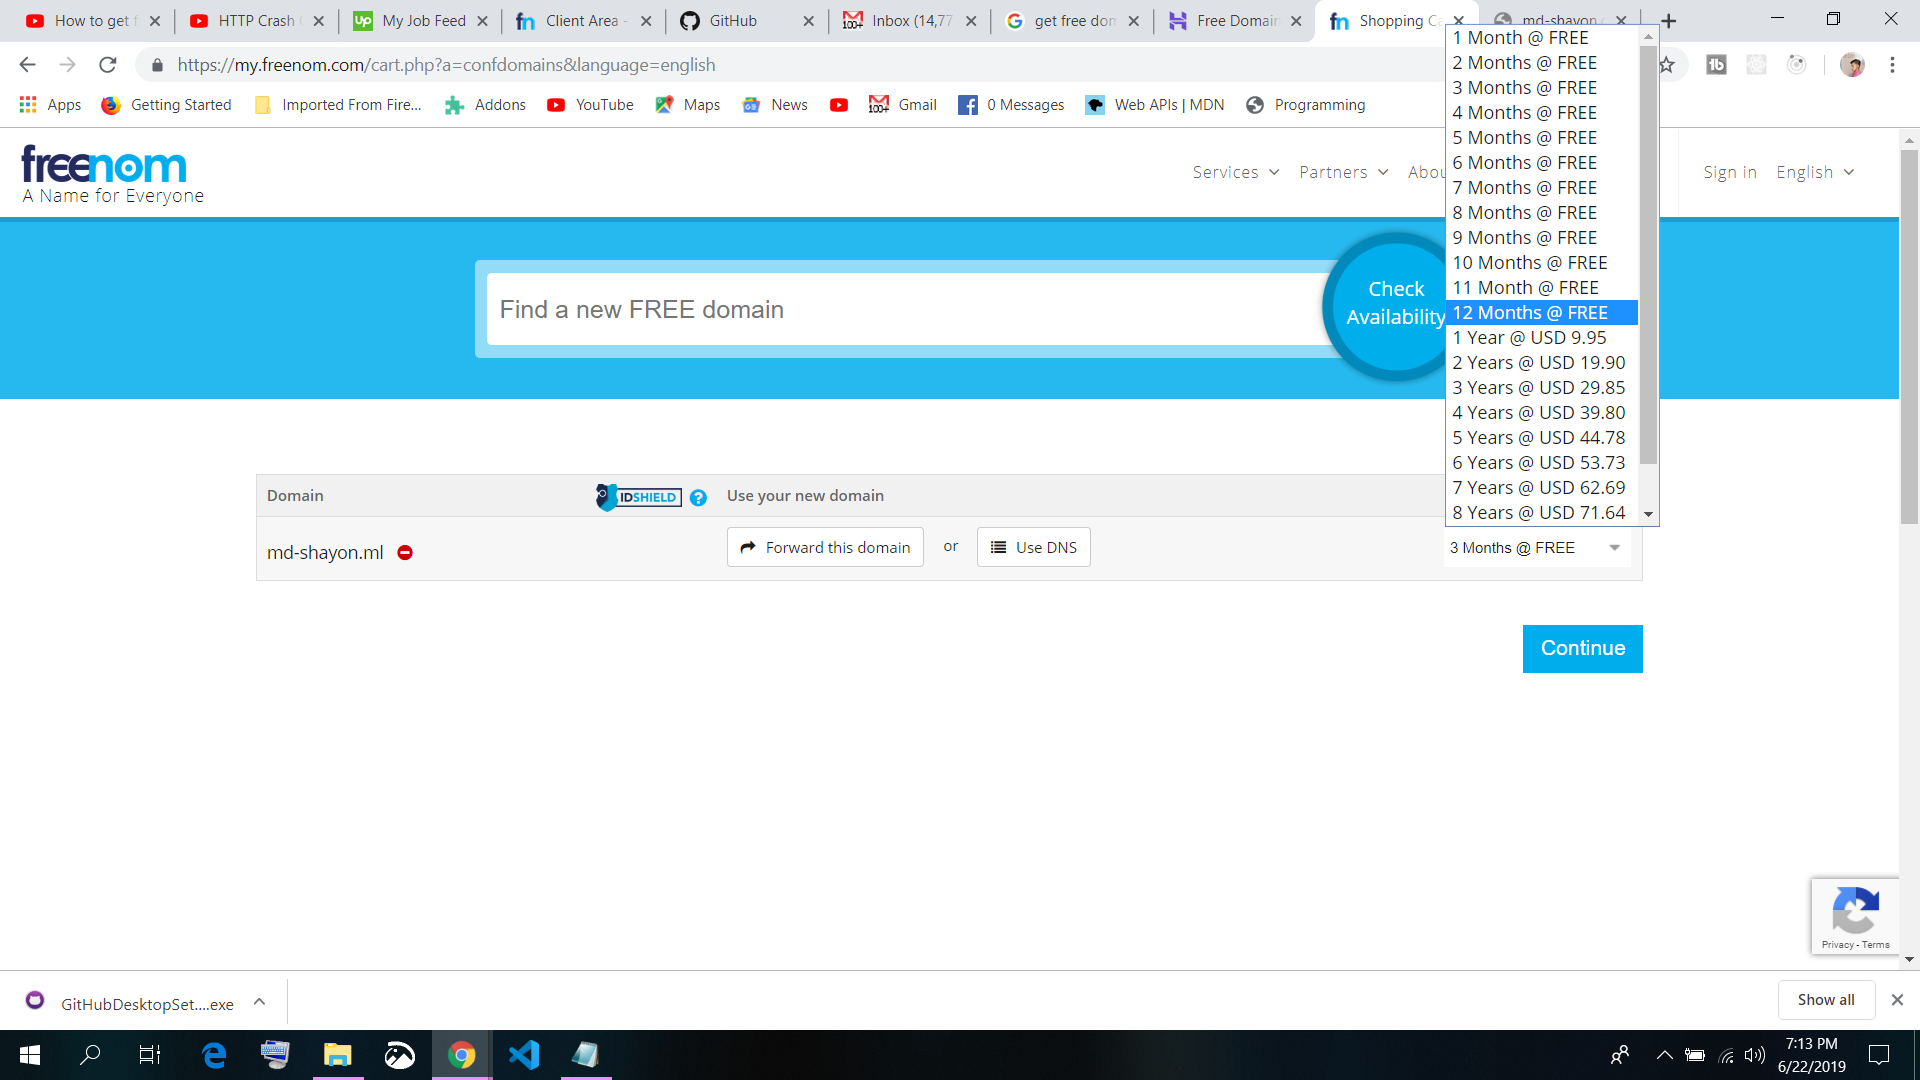 How to get f
HTTP Crash C
My Job Feed
Client Area -
GitHub
Inbox (14,77
get free dom
Free Domain
Shopping Ca
md-shayon.
https://my.freenom.com/cart.php?a=confdomains&language=english
Apps
Getting Started
Imported From Fire...
Addons
YouTube
Maps
News
Gmail
0 Messages
Web APIs | MDN
Programming
freenom
A Name for Everyone
Services
Partners
Abou
Sign in
English
Find a new FREE domain
Check
Availability
1 Month @ FREE
2 Months @ FREE
3 Months @ FREE
4 Months @ FREE
5 Months @ FREE
6 Months @ FREE
7 Months @ FREE
8 Months @ FREE
9 Months @ FREE
10 Months @ FREE
11 Month @ FREE
12 Months @ FREE
1 Year @ USD 9.95
2 Years @ USD 19.90
3 Years @ USD 29.85
4 Years @ USD 39.80
5 Years @ USD 44.78
6 Years @ USD 53.73
7 Years @ USD 62.69
8 Years @ USD 71.64
Domain
IDSHIELD
Use your new domain
md-shayon.ml
Forward this domain
or
Use DNS
3 Months @ FREE
Continue
Privacy - Terms
GitHubDesktopSet....exe
Show all
7:13 PM
6/22/2019